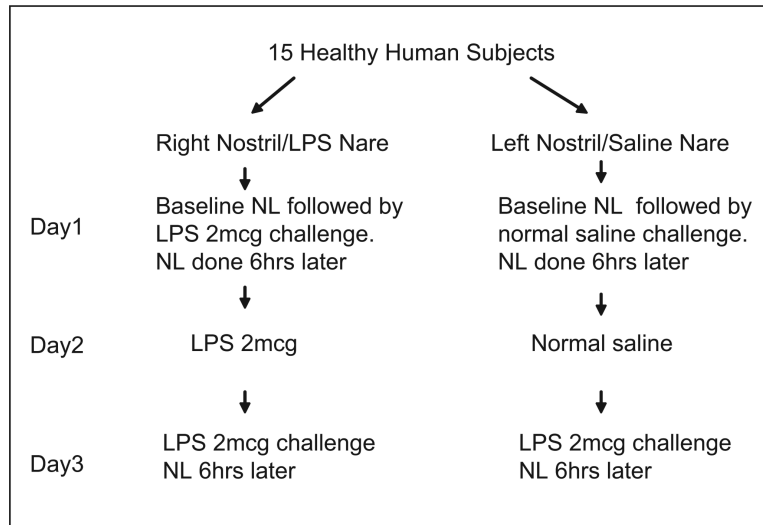 15 Healthy Human Subjects
Right Nostril/LPS Nare
Left Nostril/Saline Nare
Day1
Baseline NL followed by
LPS 2mcg challenge.
NL done 6hrs later
Baseline NL followed by
normal saline challenge.
NL done 6hrs later
Day2
LPS 2mcg
Normal saline
Day3
LPS 2mcg challenge
NL 6hrs later
LPS 2mcg challenge
NL 6hrs later